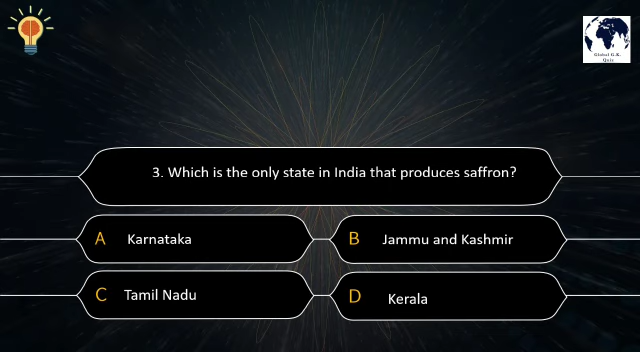 Global G.K.
Quiz
3. Which is the only state in India that produces saffron?
A Karnataka
B Jammu and Kashmir
C Tamil Nadu
D Kerala